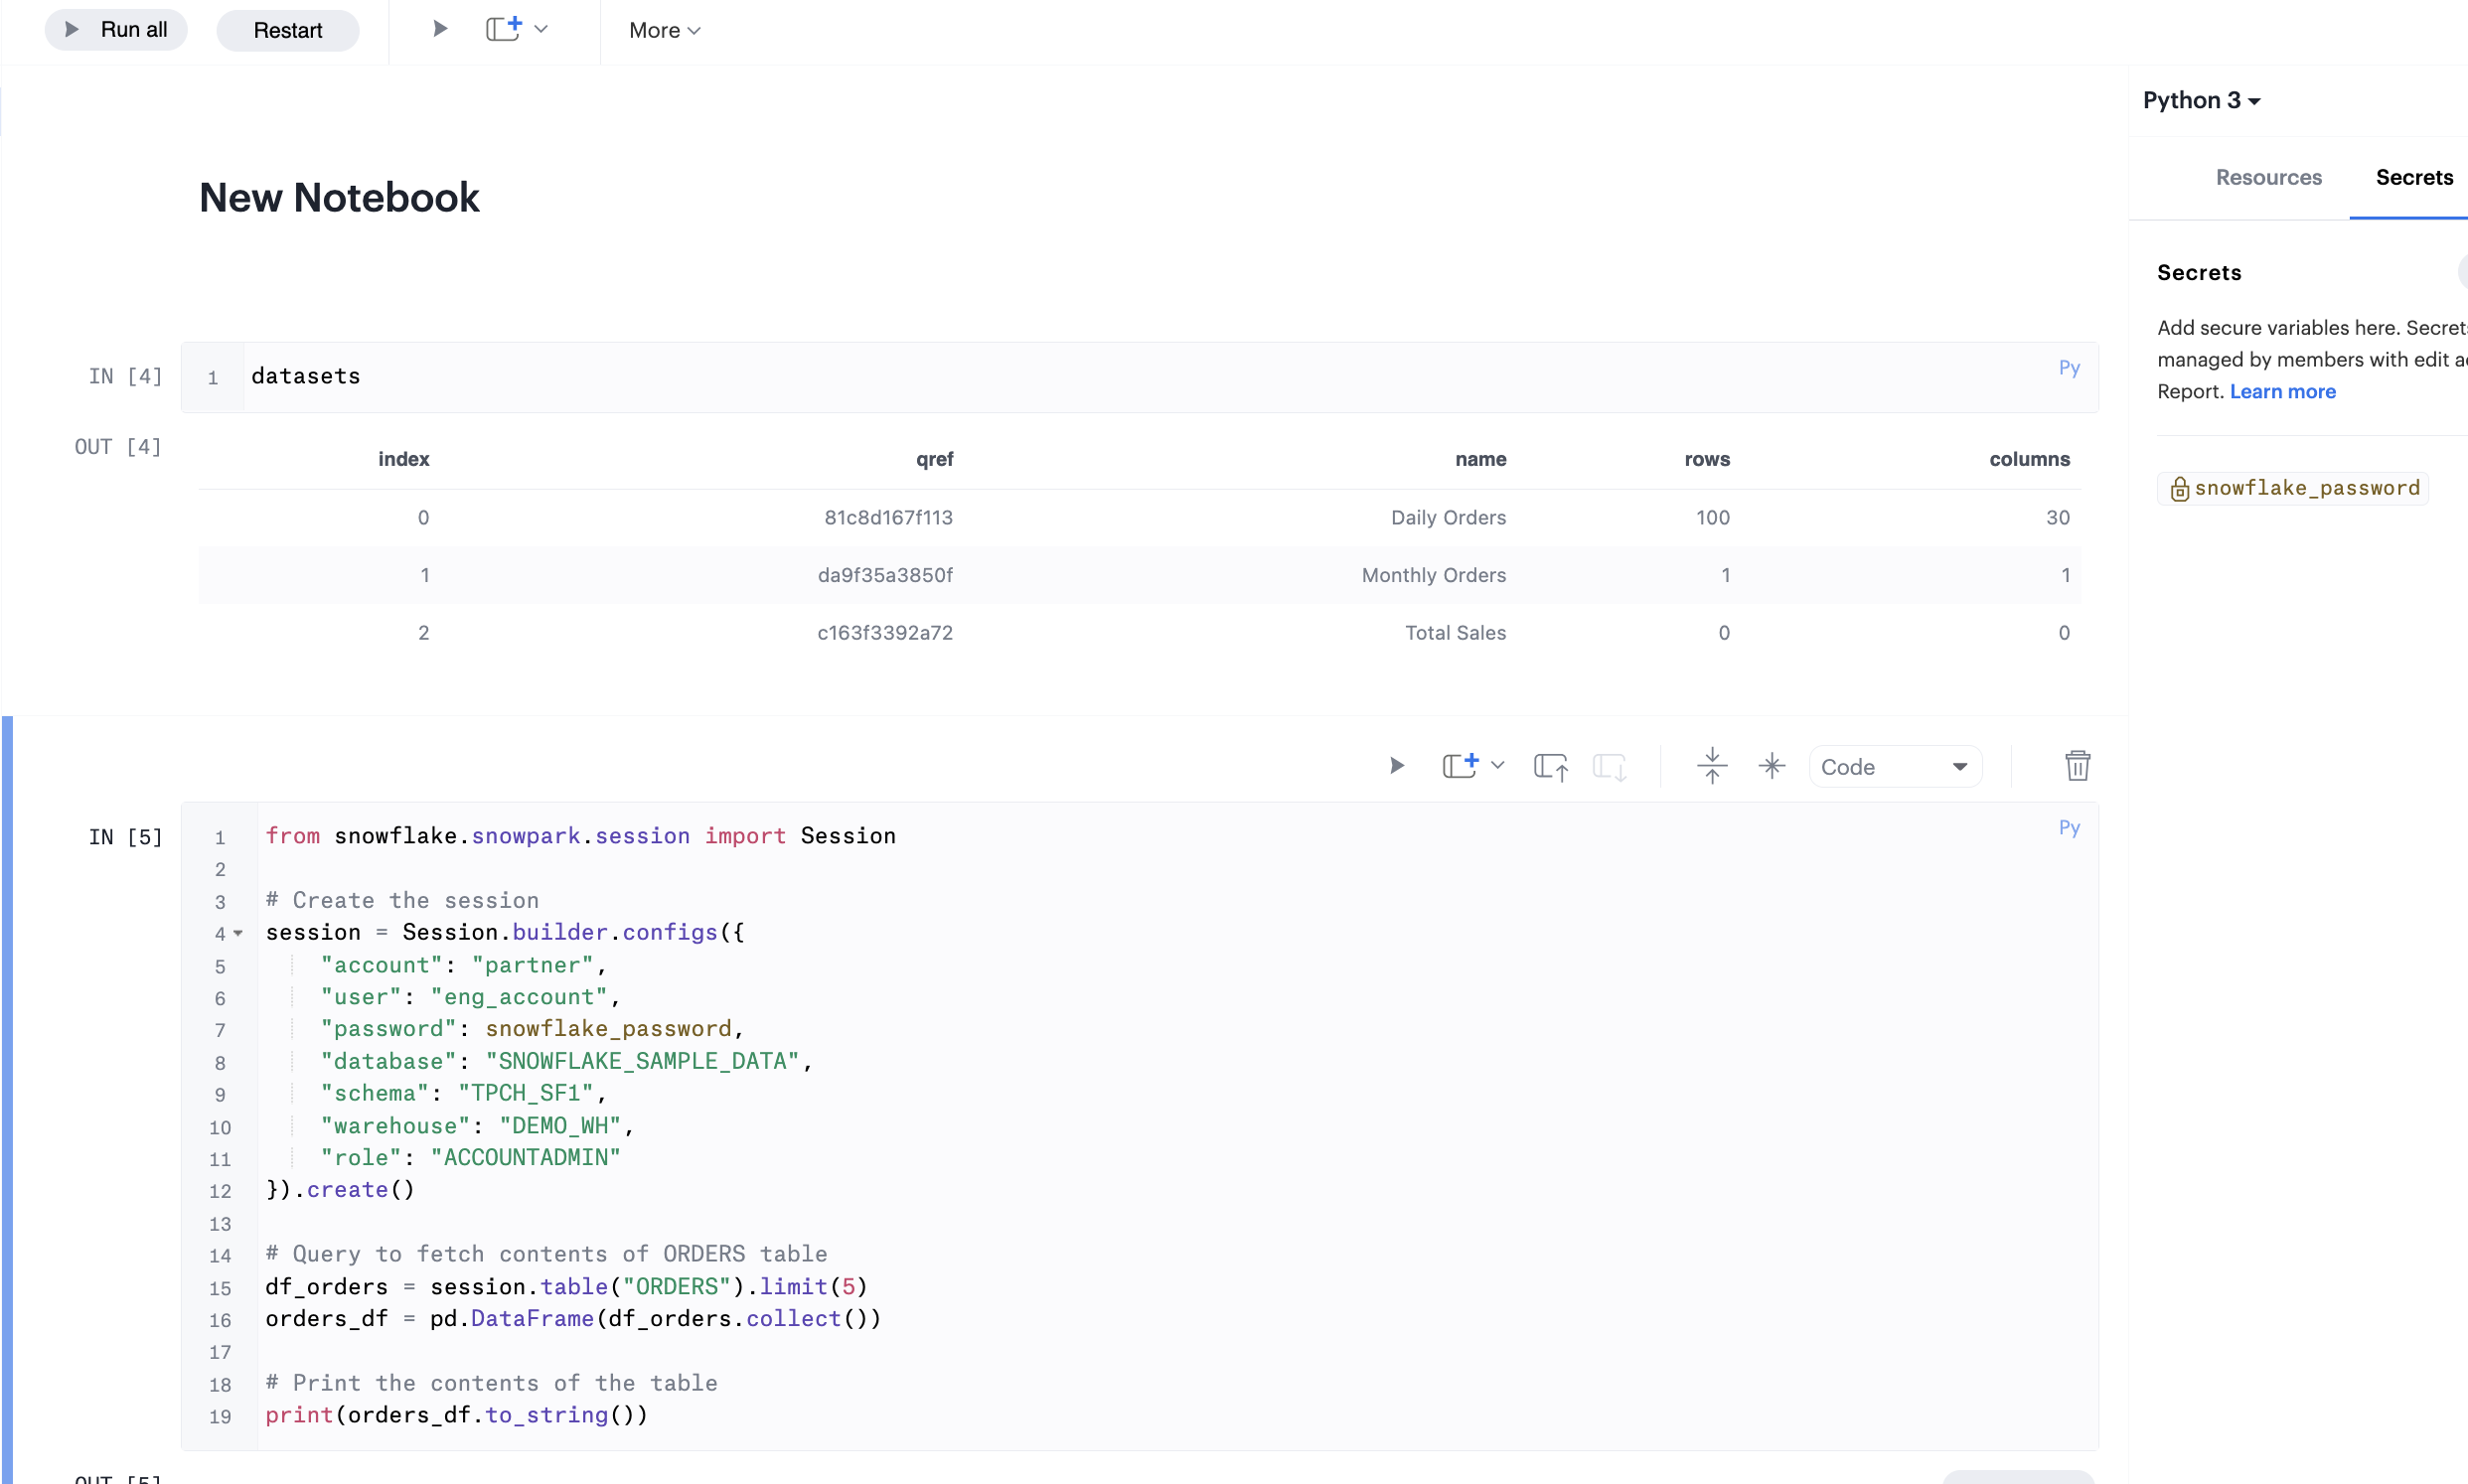 Run all Restart More
Python 3
Resources Secrets
New Notebook
Secrets
Add secure variables here.
managed by members with edit
Report. Learn more
snowflake_password
IN [4] 1 datasets Py
OUT [4]
index qref name rows columns
0 81c8d167f113 Daily Orders 100 30
1 da9f35a3850f Monthly Orders 1 1
2 c163f3392a72 Total Sales 0 0
Code
IN [5] Py
1 from snowflake.snowpark.session import Session
2
3 # Create the session
4 session = Session.builder.configs({
5     "account": "partner",
6     "user": "eng_account",
7     "password": snowflake_password,
8     "database": "SNOWFLAKE_SAMPLE_DATA",
9     "schema": "TPCH_SF1",
10     "warehouse": "DEMO_WH",
11     "role": "ACCOUNTADMIN"
12 }).create()
13
14 # Query to fetch contents of ORDERS table
15 df_orders = session.table("ORDERS").limit(5)
16 orders_df = pd.DataFrame(df_orders.collect())
17
18 # Print the contents of the table
19 print(orders_df.to_string())
OUT [5]